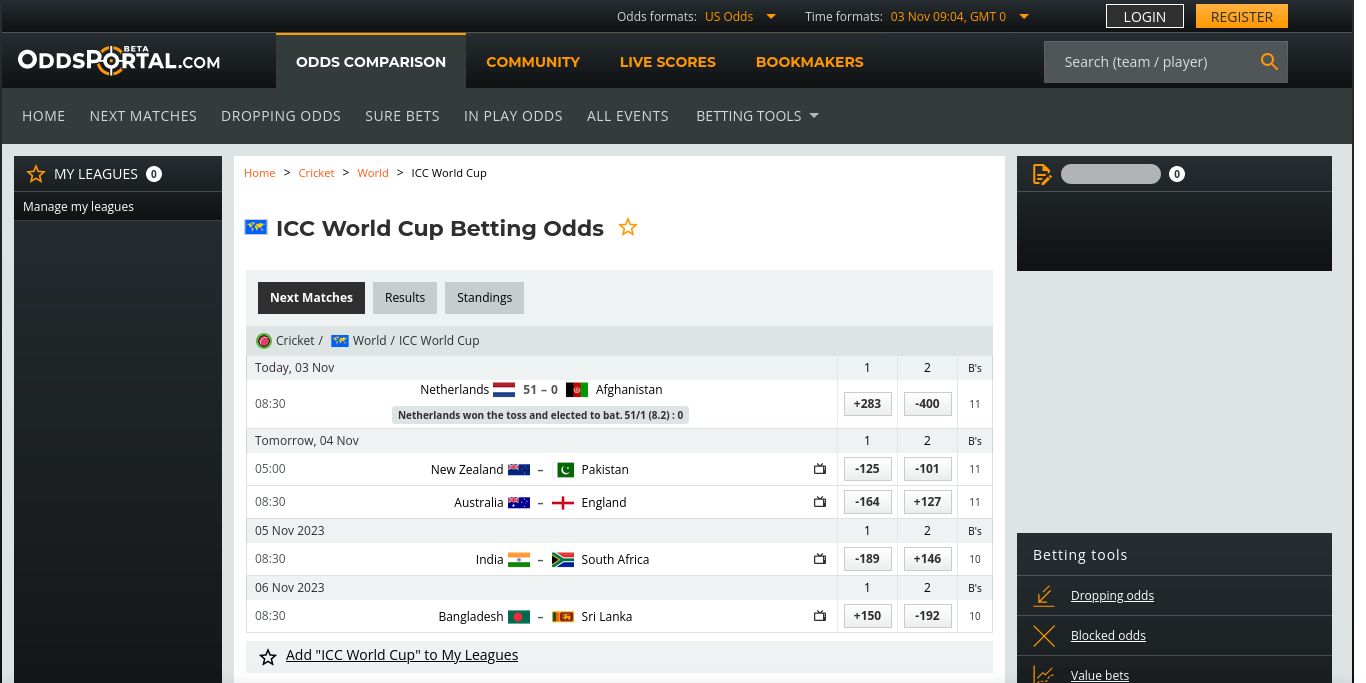 Odds formats: US Odds Time formats: 03 Nov 09:04, GMT 0 LOGIN REGISTER
ODDSPORTAL.COM BETA ODDS COMPARISON COMMUNITY LIVE SCORES BOOKMAKERS Search (team / player)
HOME NEXT MATCHES DROPPING ODDS SURE BETS IN PLAY ODDS ALL EVENTS BETTING TOOLS
MY LEAGUES 0
Manage my leagues
Home > Cricket > World > ICC World Cup
0
ICC World Cup Betting Odds
Next Matches Results Standings
Cricket / World / ICC World Cup
Today, 03 Nov 1 2 B's
08:30 Netherlands 51 – 0 Afghanistan +283 -400 11
Netherlands won the toss and elected to bat. 51/1 (8.2) : 0
Tomorrow, 04 Nov 1 2 B's
05:00 New Zealand – Pakistan -125 -101 11
08:30 Australia – England -164 +127 11
05 Nov 2023 1 2 B's
08:30 India – South Africa -189 +146 10
06 Nov 2023 1 2 B's
08:30 Bangladesh – Sri Lanka +150 -192 10
Add "ICC World Cup" to My Leagues
Betting tools
Dropping odds
Blocked odds
Value bets